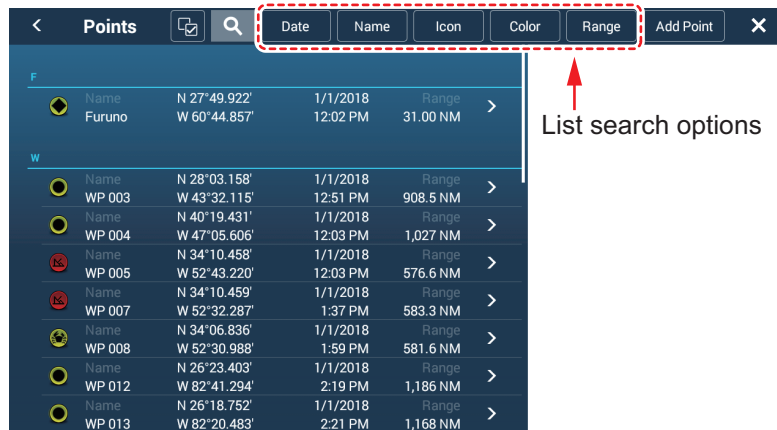 Points Date Name Icon Color Range Add Point
List search options
F
Name N 27°49.922' 1/1/2018 Range
Furuno W 60°44.857' 12:02 PM 31.00 NM
W
Name N 28°03.158' 1/1/2018 Range
WP 003 W 43°32.115' 12:51 PM 908.5 NM
Name N 40°19.431' 1/1/2018 Range
WP 004 W 47°05.606' 12:03 PM 1,027 NM
Name N 34°10.458' 1/1/2018 Range
WP 005 W 52°43.220' 12:03 PM 576.6 NM
Name N 34°10.459' 1/1/2018 Range
WP 007 W 52°32.287' 1:37 PM 583.3 NM
Name N 34°06.836' 1/1/2018 Range
WP 008 W 52°30.988' 1:59 PM 581.6 NM
Name N 26°23.403' 1/1/2018 Range
WP 012 W 82°41.294' 2:19 PM 1,186 NM
Name N 26°18.752' 1/1/2018 Range
WP 013 W 82°20.483' 2:21 PM 1,168 NM